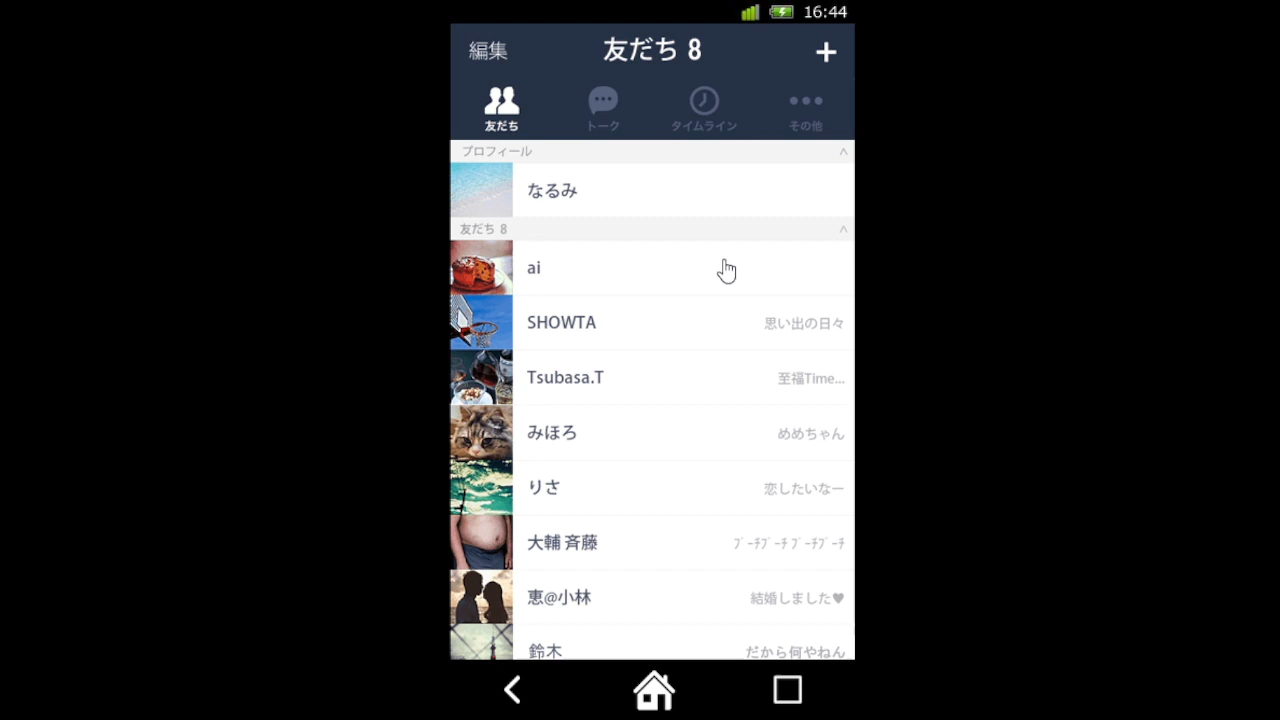 16:44
編集 友だち 8 +
友だち トーク タイムライン その他
プロフィール
なるみ
友だち 8
ai
SHOWTA 思い出の日々
Tsubasa.T 至福Time...
みほろ めめちゃん
りさ 恋したいなー
大輔 斉藤 ﾌﾞｰﾁﾌﾞｰﾁ ﾌﾞｰﾁﾌﾞｰﾁ
恵@小林 結婚しました♥
鈴木 だから何やねん